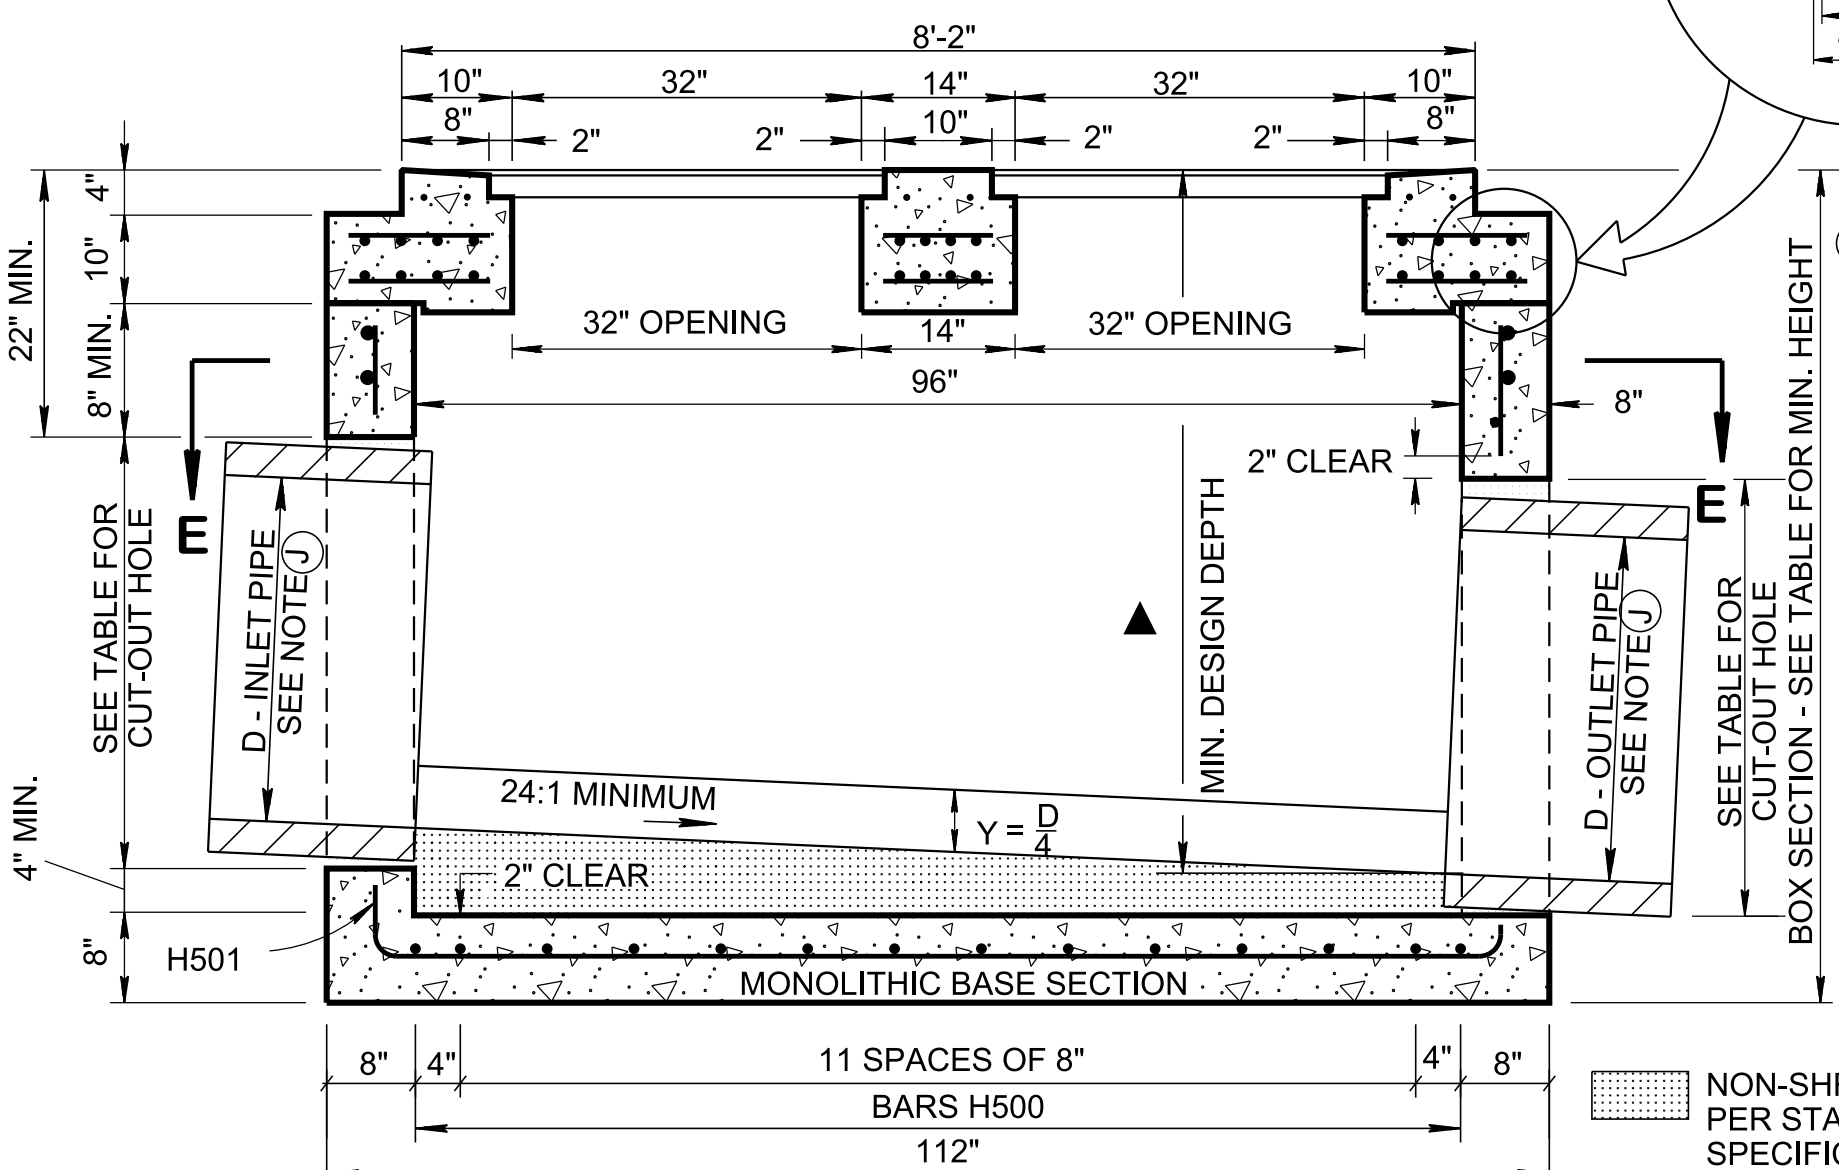 8'-2"
10" 32" 14" 32" 10"
8" 2" 2" 10" 2" 2" 8"
4"
22" MIN.
10"
8" MIN.
32" OPENING 14" 32" OPENING
96"
8"
2" CLEAR
E
E
SEE TABLE FOR
CUT-OUT HOLE
D - INLET PIPE
SEE NOTE J
MIN. DESIGN DEPTH
D - OUTLET PIPE
SEE NOTE J
SEE TABLE FOR
CUT-OUT HOLE
BOX SECTION - SEE TABLE FOR MIN. HEIGHT
24:1 MINIMUM
Y = D/4
4" MIN.
2" CLEAR
8"
H501
MONOLITHIC BASE SECTION
8" 4" 11 SPACES OF 8" 4" 8"
BARS H500
112"
PER